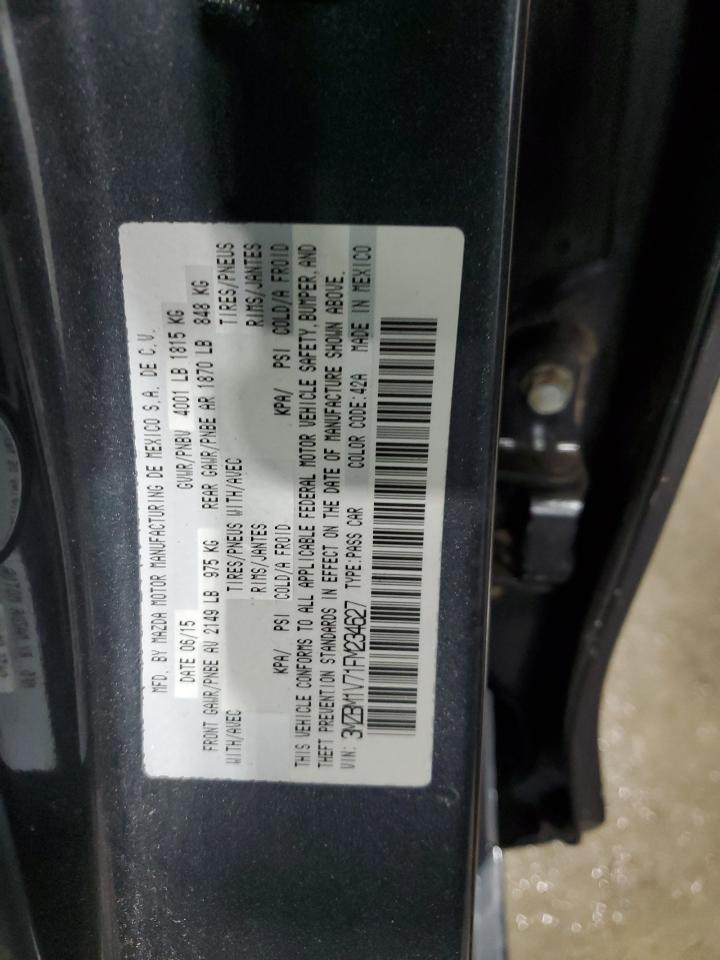 MFD. BY MAZDA MOTOR MANUFACTURING DE MEXICO S.A. DE C.V.
DATE 06/15 GVWR/PNBV 4001 LB 1815 KG
FRONT GAWR/PNBE AV 2149 LB 975 KG REAR GAWR/PNBE AR 1870 LB 848 KG
WITH/AVEC TIRES/PNEUS WITH/AVEC TIRES/PNEUS
RIMS/JANTES RIMS/JANTES
KPA/ PSI COLD/A FROID KPA/ PSI COLD/A FROID
THIS VEHICLE CONFORMS TO ALL APPLICABLE FEDERAL MOTOR VEHICLE SAFETY, BUMPER, AND
THEFT PREVENTION STANDARDS IN EFFECT ON THE DATE OF MANUFACTURE SHOWN ABOVE.
VIN: 3MZBM1V71FM234627 TYPE:PASS CAR COLOR CODE:42A MADE IN MEXICO